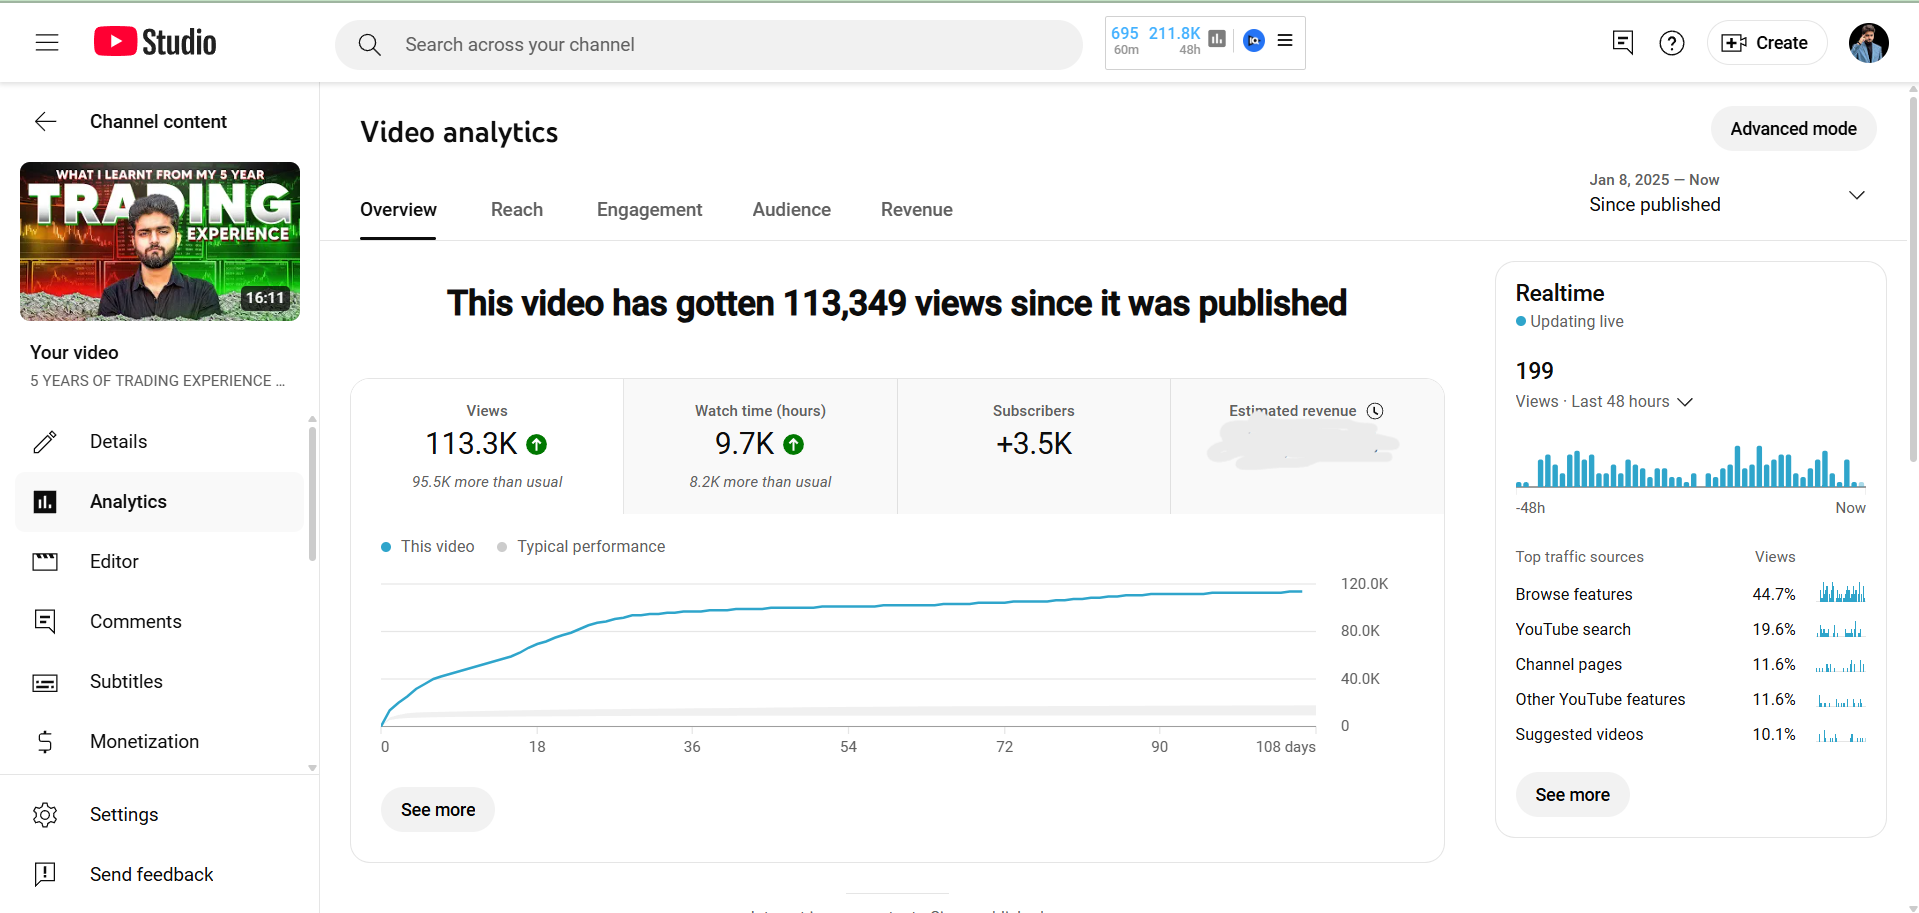 Studio
Search across your channel
695 211.8K
60m 48h
IQ
Create
Channel content
WHAT I LEARNT FROM MY 5 YEAR
TRADING
EXPERIENCE
16:11
Your video
5 YEARS OF TRADING EXPERIENCE ...
Details
Analytics
Editor
Comments
Subtitles
Monetization
Settings
Send feedback
Video analytics
Advanced mode
Overview
Reach
Engagement
Audience
Revenue
Jan 8, 2025 – Now
Since published
This video has gotten 113,349 views since it was published
Views
113.3K
95.5K more than usual
Watch time (hours)
9.7K
8.2K more than usual
Subscribers
+3.5K
Estimated revenue
This video
Typical performance
120.0K
80.0K
40.0K
0
0 18 36 54 72 90 108 days
See more
Realtime
Updating live
199
Views · Last 48 hours
-48h Now
Top traffic sources Views
Browse features 44.7%
YouTube search 19.6%
Channel pages 11.6%
Other YouTube features 11.6%
Suggested videos 10.1%
See more